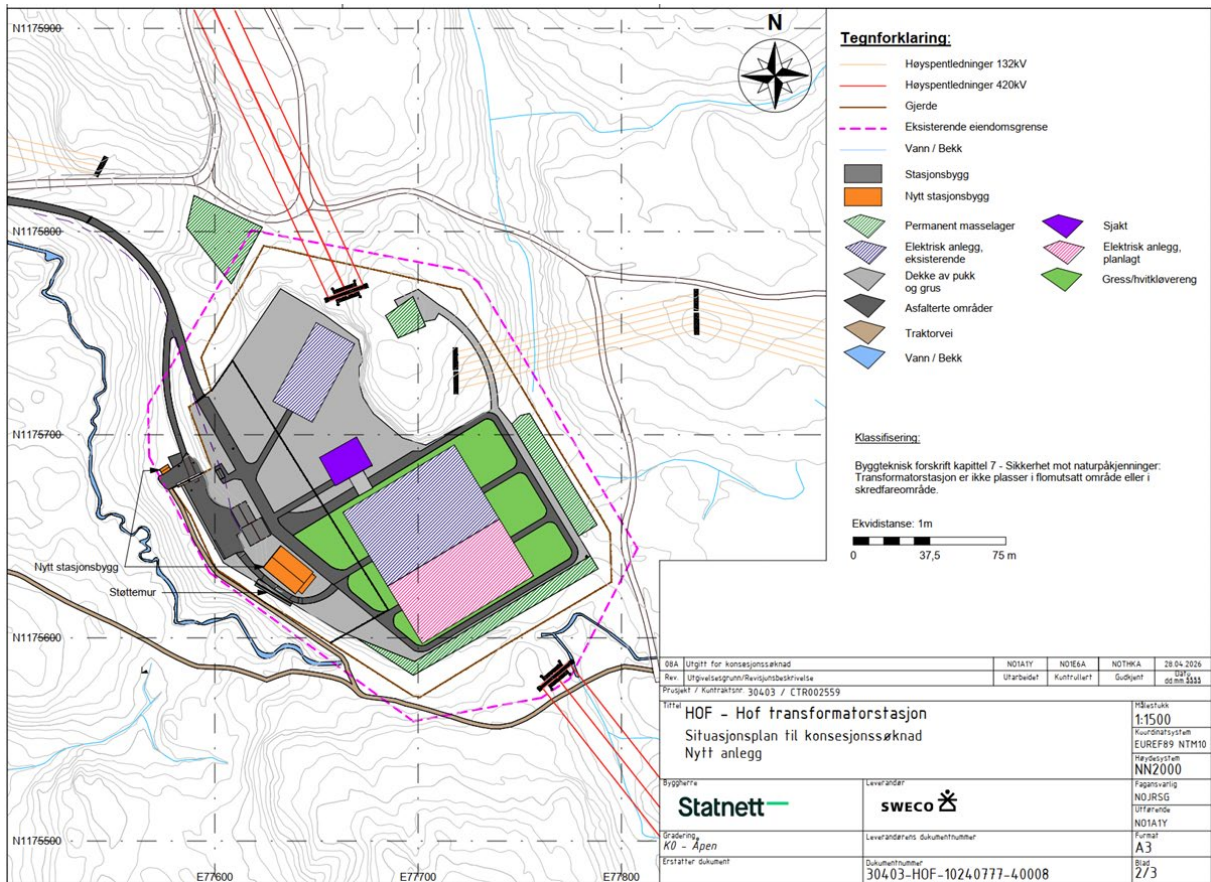 N1175900
N
N1175800
N1175700
N1175600
N1175500
E77600
E77700
E77800
Nytt stasjonsbygg
Støttemur
Tegnforklaring:
Høyspentledninger 132kV
Høyspentledninger 420kV
Gjerde
Eksisterende eiendomsgrense
Vann / Bekk
Stasjonsbygg
Nytt stasjonsbygg
Permanent masselager
Sjakt
Elektrisk anlegg,
eksisterende
Elektrisk anlegg,
planlagt
Dekke av pukk
og grus
Gress/hvitkløvereng
Asfalterte områder
Traktorvei
Vann / Bekk
Klassifisering:
Byggteknisk forskrift kapittel 7 - Sikkerhet mot naturpåkjenninger:
Transformatorstasjon er ikke plasser i flomutsatt område eller i
skredfareområde.
Ekvidistanse: 1m
0 37,5 75 m
08A Utgitt for konsesjonssøknad NO1A1Y NO1E6A NOTHKA 28.04.2026
Rev. Utgivelsesgrunn/Revisjonsbeskrivelse Utarbeidet Kontrollert Godkjent Dato dd.mm.åååå
Prosjekt / Kontraktsnr. 30403 / CTR002559
Tittel HOF - Hof transformatorstasjon
Situasjonsplan til konsesjonssøknad
Nytt anlegg
Målestokk
1:1500
Koordinatsystem
EUREF89 NTM10
Høydesystem
NN2000
Byggherre
Statnett
Leverandør
SWECO
Fagansvarlig
NOJRSG
Utførende
NO1A1Y
Gradering
K0 - Åpen
Leverandørens dokumentnummer
Format
A3
Erstatter dokument
Dokumentnummer
30403-HOF-10240777-40008
Blad
2/3